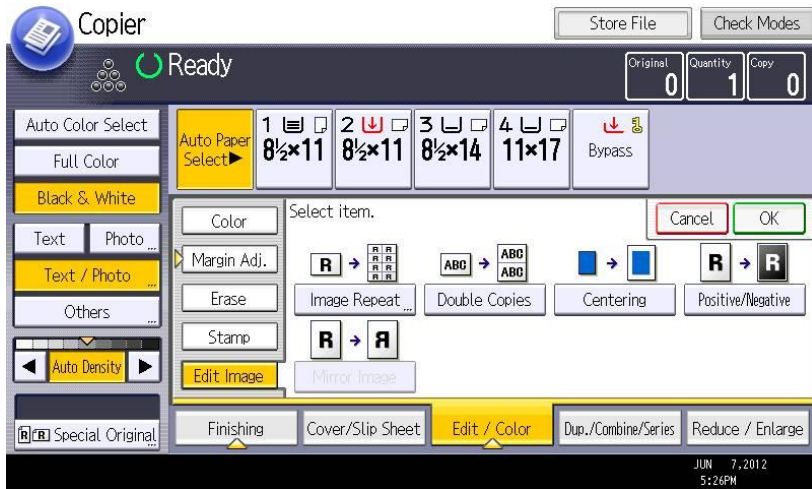 Copier
Store File
Check Modes
Ready
Original
0
Quantity
1
Copy
0
Auto Color Select
Full Color
Black & White
Text
Photo
Text / Photo
Others
Auto Density
R R Special Original
Auto Paper
Select►
1
8½×11
2
8½×11
3
8½×14
4
11×17
Bypass
Color
Margin Adj.
Erase
Stamp
Edit Image
Select item.
Cancel
OK
R
R R
R R
R R
R R
Image Repeat
ABC
ABC
ABC
Double Copies
Centering
R
R
Positive/Negative
R
Я
Mirror Image
Finishing
Cover/Slip Sheet
Edit / Color
Dup./Combine/Series
Reduce / Enlarge
JUN 7,2012
5:26PM